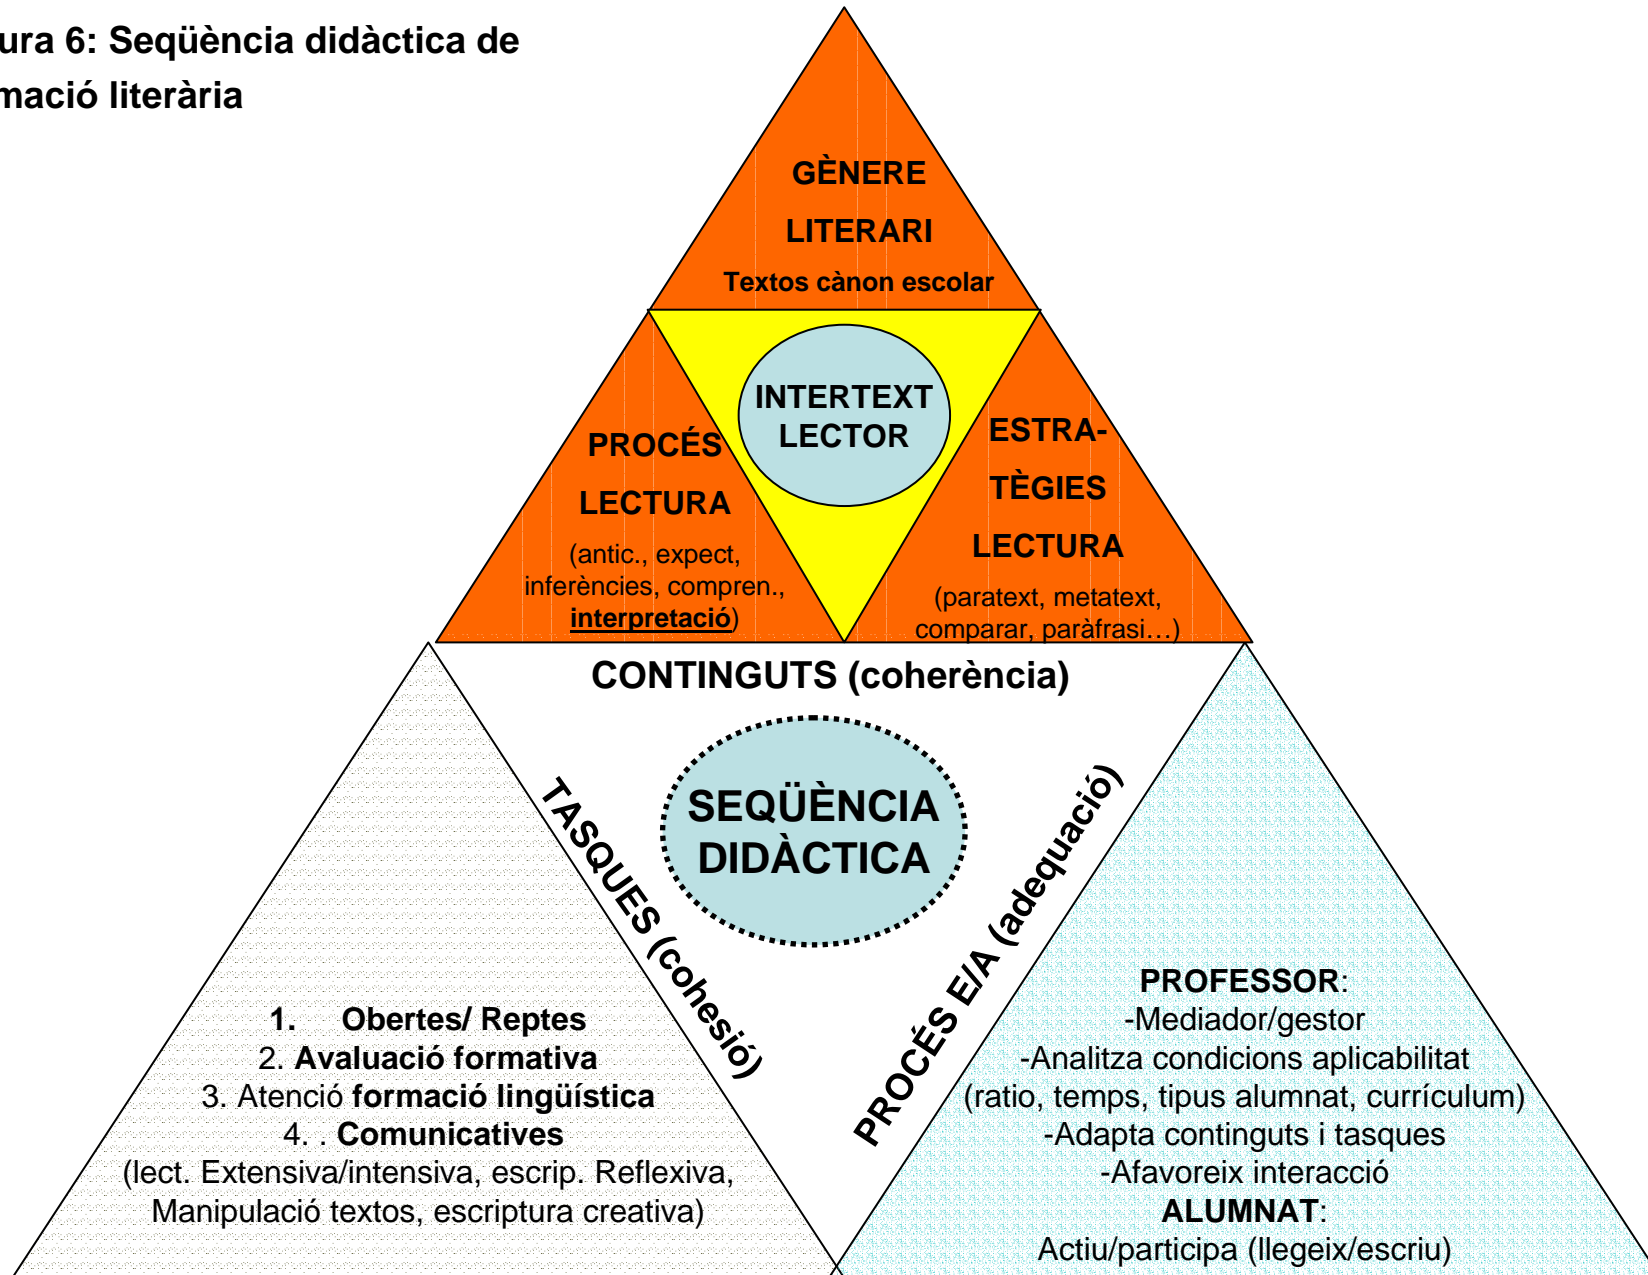 ura 6: Seqüència didàctica de
mació literària
GÈNERE
LITERARI
Textos cànon escolar
INTERTEXT
LECTOR
PROCÉS
LECTURA
(antic., expect,
inferències, compren.,
interpretació)
ESTRA-
TÈGIES
LECTURA
(paratext, metatext,
comparar, paràfrasi…)
CONTINGUTS (coherència)
SEQÜÈNCIA
DIDÀCTICA
TASQUES (cohesió)
PROCÉS E/A (adequació)
1. Obertes/ Reptes
2. Avaluació formativa
3. Atenció formació lingüística
4. . Comunicatives
(lect. Extensiva/intensiva, escrip. Reflexiva,
Manipulació textos, escriptura creativa)
PROFESSOR:
-Mediador/gestor
-Analitza condicions aplicabilitat
(ratio, temps, tipus alumnat, currículum)
-Adapta continguts i tasques
-Afavoreix interacció
ALUMNAT:
Actiu/participa (llegeix/escriu)